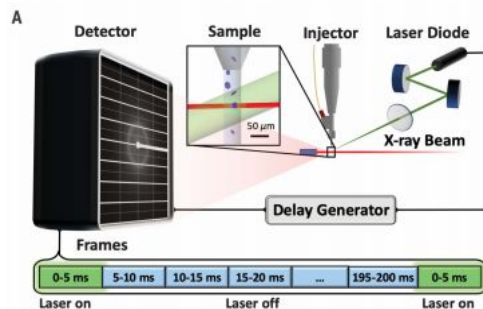 A
Detector
Sample
Injector
Laser Diode
50 µm
X-ray Beam
Delay Generator
Frames
0-5 ms 5-10 ms 10-15 ms 15-20 ms ... 195-200 ms 0-5 ms
Laser on Laser off Laser on